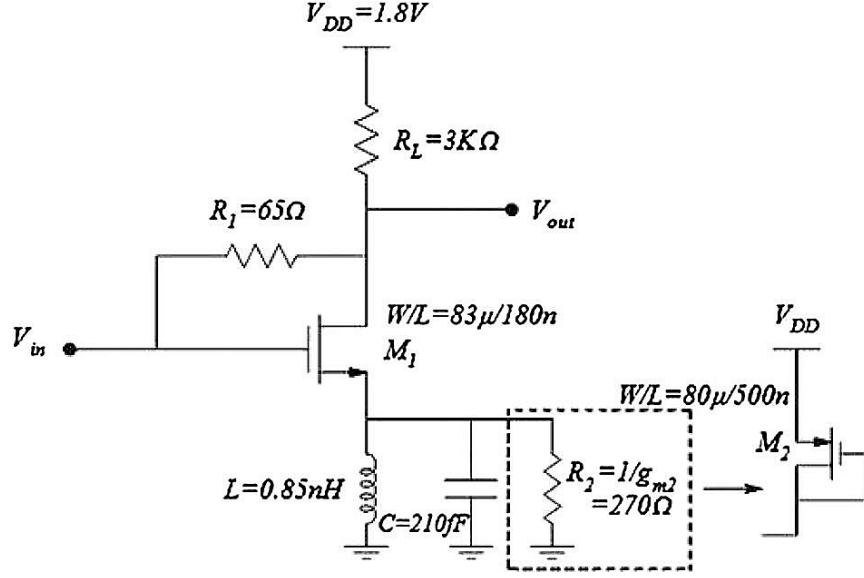 V_DD=1.8V
R_L=3KΩ
R_1=65Ω
V_out
W/L=83μ/180n
V_in
M_1
V_DD
W/L=80μ/500n
M_2
L=0.85nH
C=210fF
R_2=1/g_m2
=270Ω